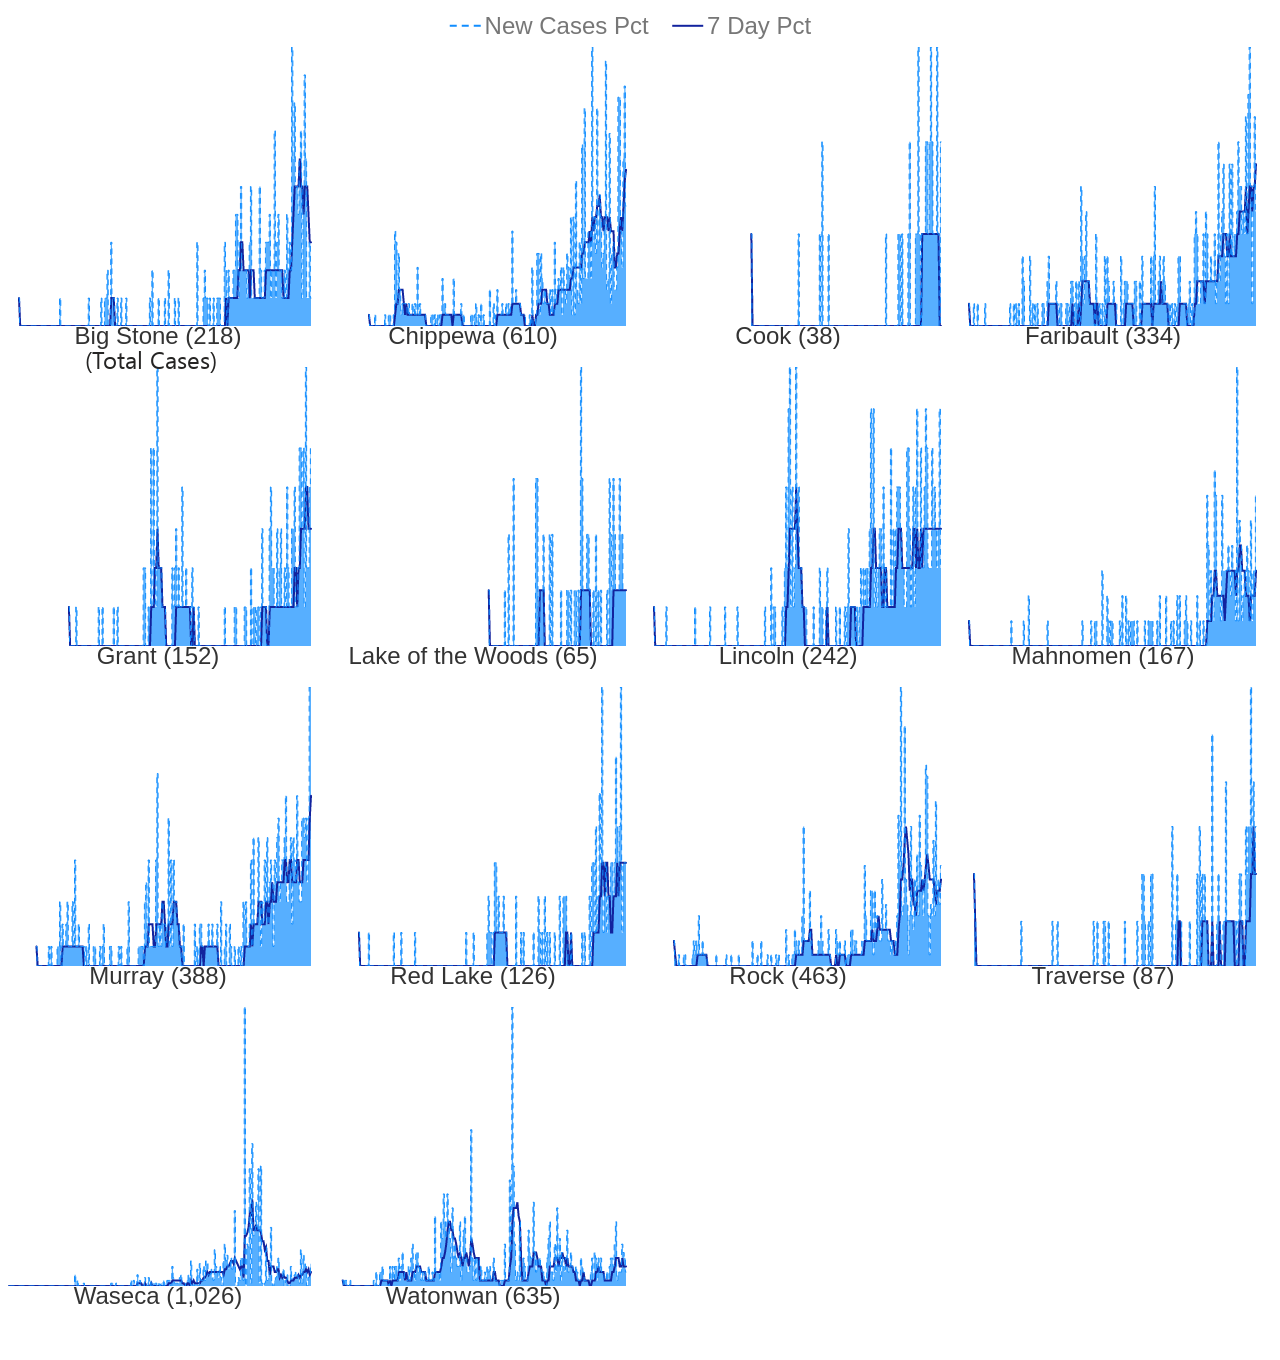 New Cases Pct 7 Day Pct
Big Stone (218) Chippewa (610) Cook (38) Faribault (334)
(Total Cases)
Grant (152) Lake of the Woods (65) Lincoln (242) Mahnomen (167)
Murray (388) Red Lake (126) Rock (463) Traverse (87)
Waseca (1,026) Watonwan (635)